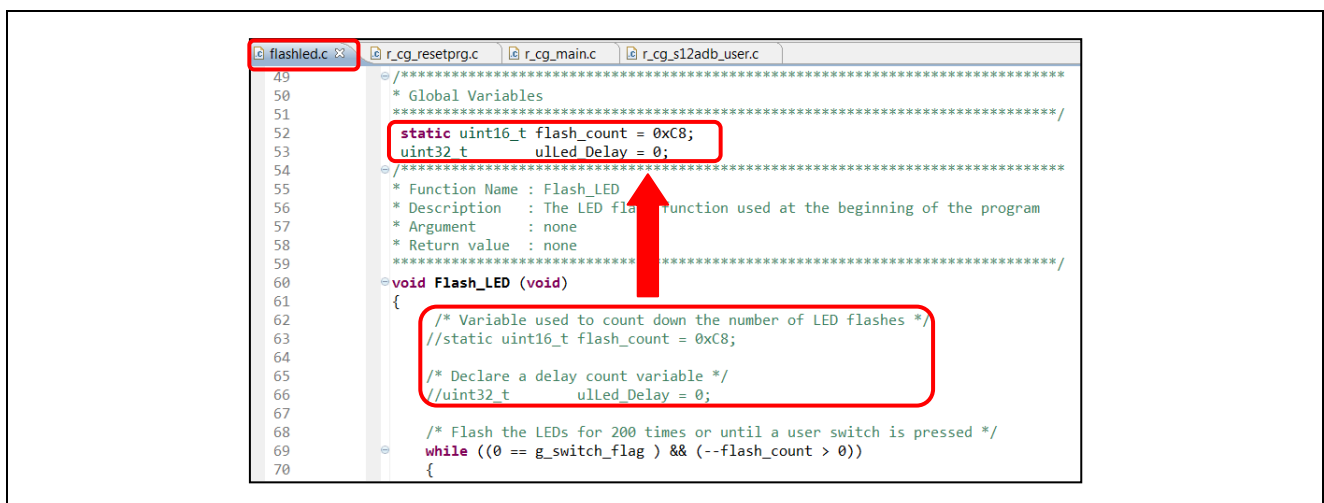 flashled.c r_cg_resetprg.c r_cg_main.c r_cg_s12adb_user.c
49 /*******************************************************************************
50 * Global Variables
51 *******************************************************************************/
52 static uint16_t flash_count = 0xC8;
53 uint32_t ulLed_Delay = 0;
54 /*******************************************************************************
55 * Function Name : Flash_LED
56 * Description : The LED function used at the beginning of the program
57 * Argument : none
58 * Return value : none
59 *******************************************************************************/
60 void Flash_LED (void)
61 {
62 /* Variable used to count down the number of LED flashes */
63 //static uint16_t flash_count = 0xC8;
64
65 /* Declare a delay count variable */
66 //uint32_t ulLed_Delay = 0;
67
68 /* Flash the LEDs for 200 times or until a user switch is pressed */
69 while ((0 == g_switch_flag ) && (--flash_count > 0))
70 {